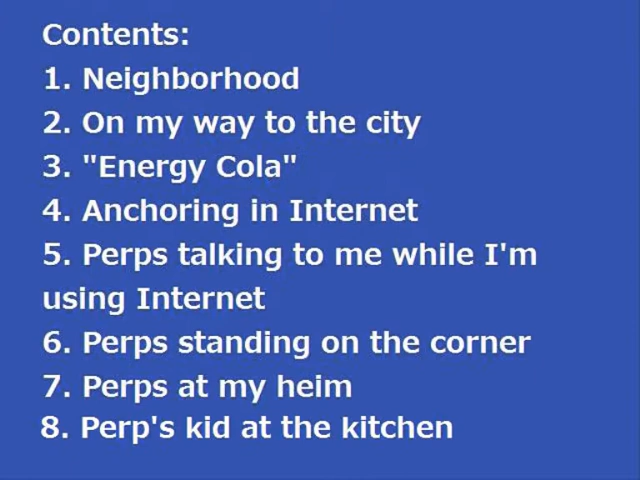 Contents:
1. Neighborhood
2. On my way to the city
3. "Energy Cola"
4. Anchoring in Internet
5. Perps talking to me while I'm
using Internet
6. Perps standing on the corner
7. Perps at my heim
8. Perp's kid at the kitchen